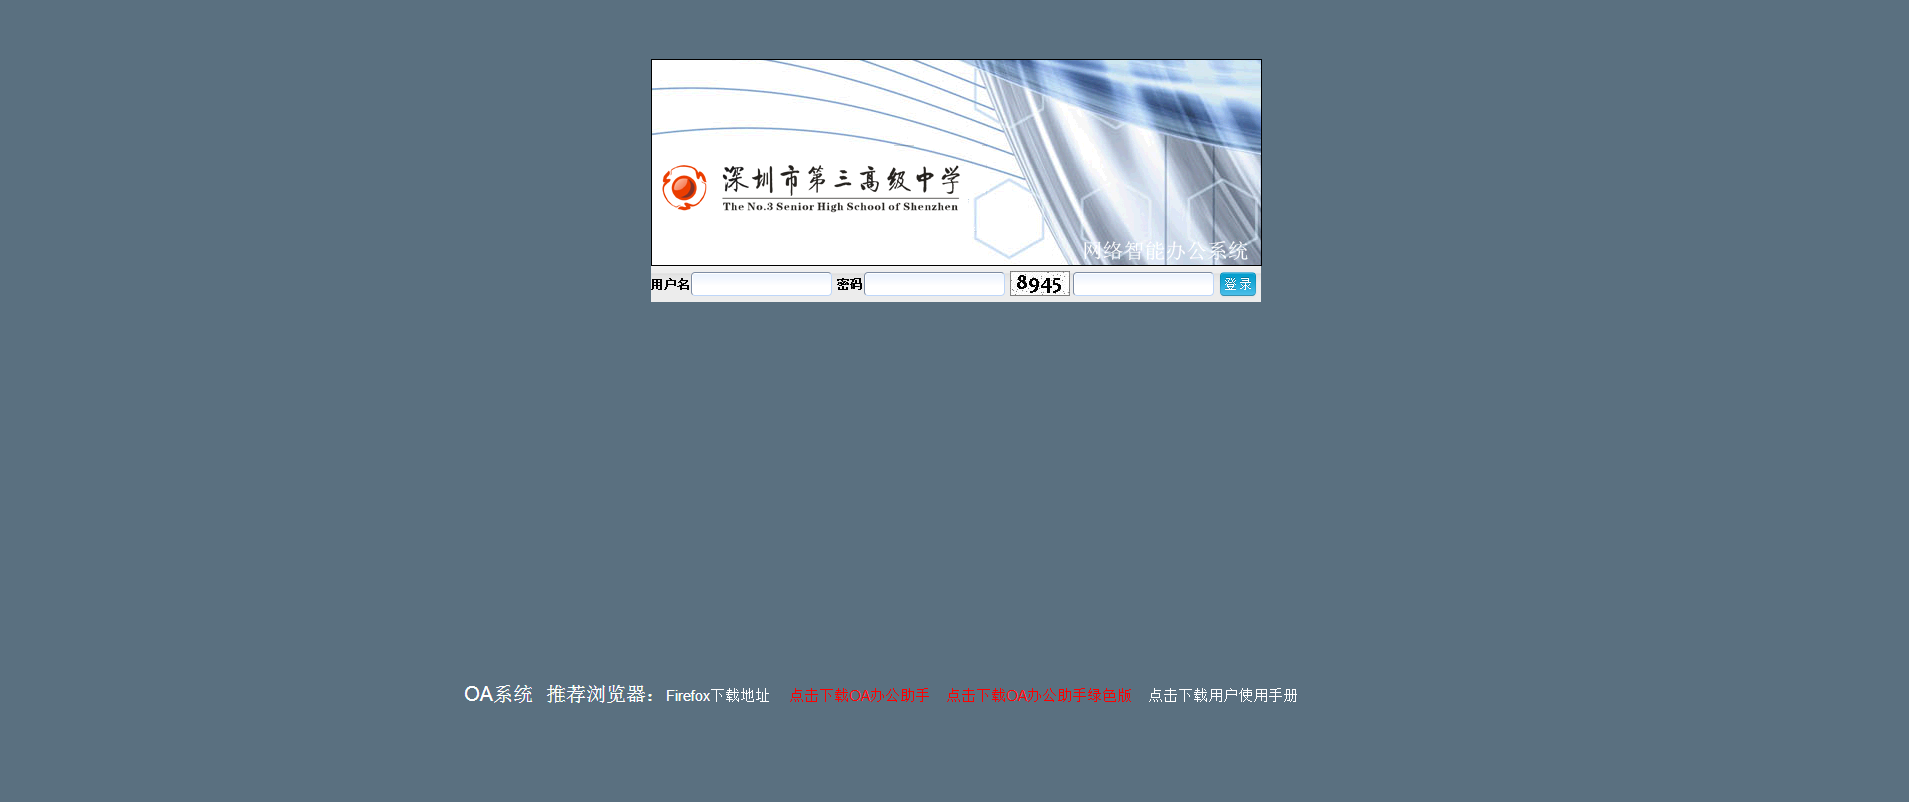 深圳市第三高级中学
The No.3 Senior High School of Shenzhen
网络智能办公系统
用户名 密码 8945 登录
OA系统 推荐浏览器：Firefox下载地址 点击下载OA办公助手 点击下载OA办公助手绿色版 点击下载用户使用手册